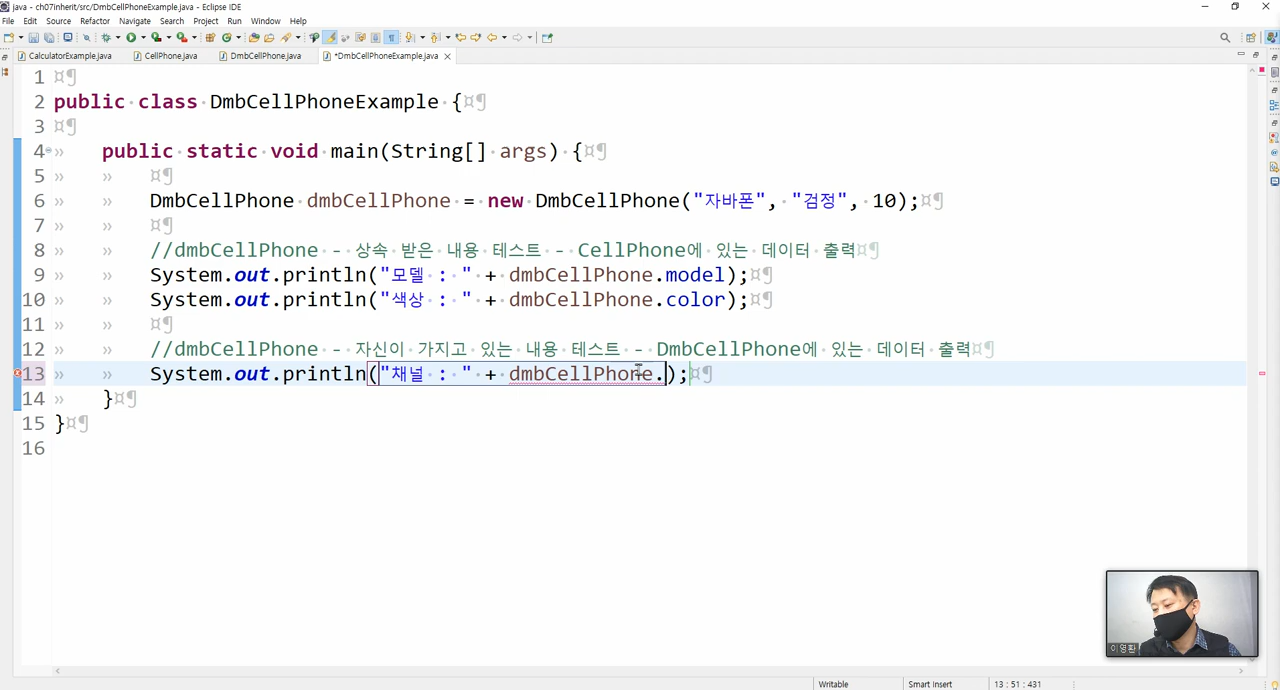 java - ch07inherit/src/DmbCellPhoneExample.java - Eclipse IDE
File Edit Source Refactor Navigate Search Project Run Window Help
CalculatorExample.java CellPhone.java DmbCellPhone.java *DmbCellPhoneExample.java
1
2 public class DmbCellPhoneExample {
3
4 public static void main(String[] args) {
5
6 DmbCellPhone dmbCellPhone = new DmbCellPhone("자바폰", "검정", 10);
7
8 //dmbCellPhone - 상속 받은 내용 테스트 - CellPhone에 있는 데이터 출력
9 System.out.println("모델 : " + dmbCellPhone.model);
10 System.out.println("색상 : " + dmbCellPhone.color);
11
12 //dmbCellPhone - 자신이 가지고 있는 내용 테스트 - DmbCellPhone에 있는 데이터 출력
13 System.out.println("채널 : " + dmbCellPhone.);
14 }
15 }
16
이영환
Writable Smart Insert 13 : 51 : 431